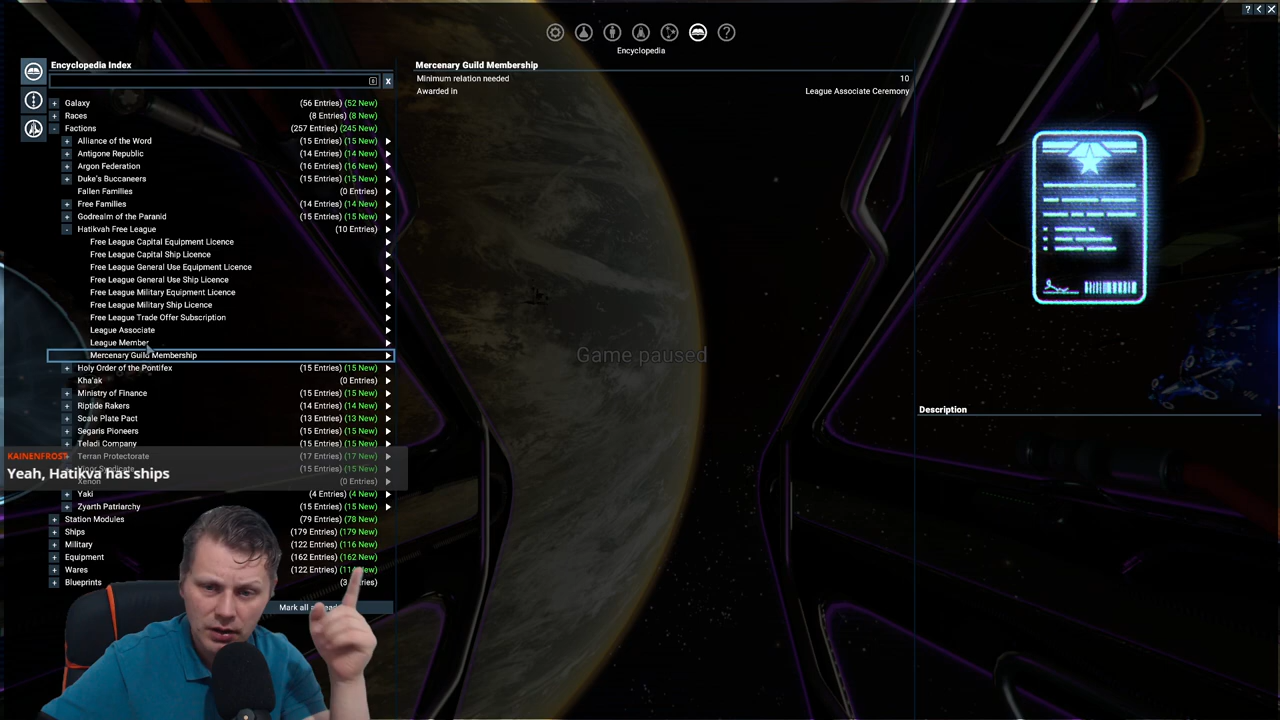 ? < X
Encyclopedia
Encyclopedia Index
x
Galaxy (56 Entries) (52 New)
Races (8 Entries) (8 New)
Factions (257 Entries) (245 New)
Alliance of the Word (15 Entries) (15 New)
Antigone Republic (14 Entries) (14 New)
Argon Federation (16 Entries) (16 New)
Duke's Buccaneers (15 Entries) (15 New)
Fallen Families (0 Entries)
Free Families (14 Entries) (14 New)
Godrealm of the Paranid (15 Entries) (15 New)
Hatikvah Free League (10 Entries)
Free League Capital Equipment Licence
Free League Capital Ship Licence
Free League General Use Equipment Licence
Free League General Use Ship Licence
Free League Military Equipment Licence
Free League Military Ship Licence
Free League Trade Offer Subscription
League Associate
League Member
Mercenary Guild Membership
Holy Order of the Pontifex (15 Entries) (15 New)
Kha'ak (0 Entries)
Ministry of Finance (15 Entries) (15 New)
Riptide Rakers (14 Entries) (14 New)
Scale Plate Pact (13 Entries) (13 New)
Segaris Pioneers (15 Entries) (15 New)
Teladi Company (15 Entries) (15 New)
Terran Protectorate (17 Entries) (17 New)
Syndicate (15 Entries) (15 New)
Xenon (0 Entries)
Yaki (4 Entries) (4 New)
Zyarth Patriarchy (15 Entries) (15 New)
Station Modules (79 Entries) (78 New)
Ships (179 Entries) (179 New)
Military (122 Entries) (116 New)
Equipment (162 Entries) (162 New)
Wares (122 Entries)
Blueprints
Mark all
KAINENFROST
Yeah, Hatikva has ships
Mercenary Guild Membership
Minimum relation needed 10
Awarded in League Associate Ceremony
Game paused
Description